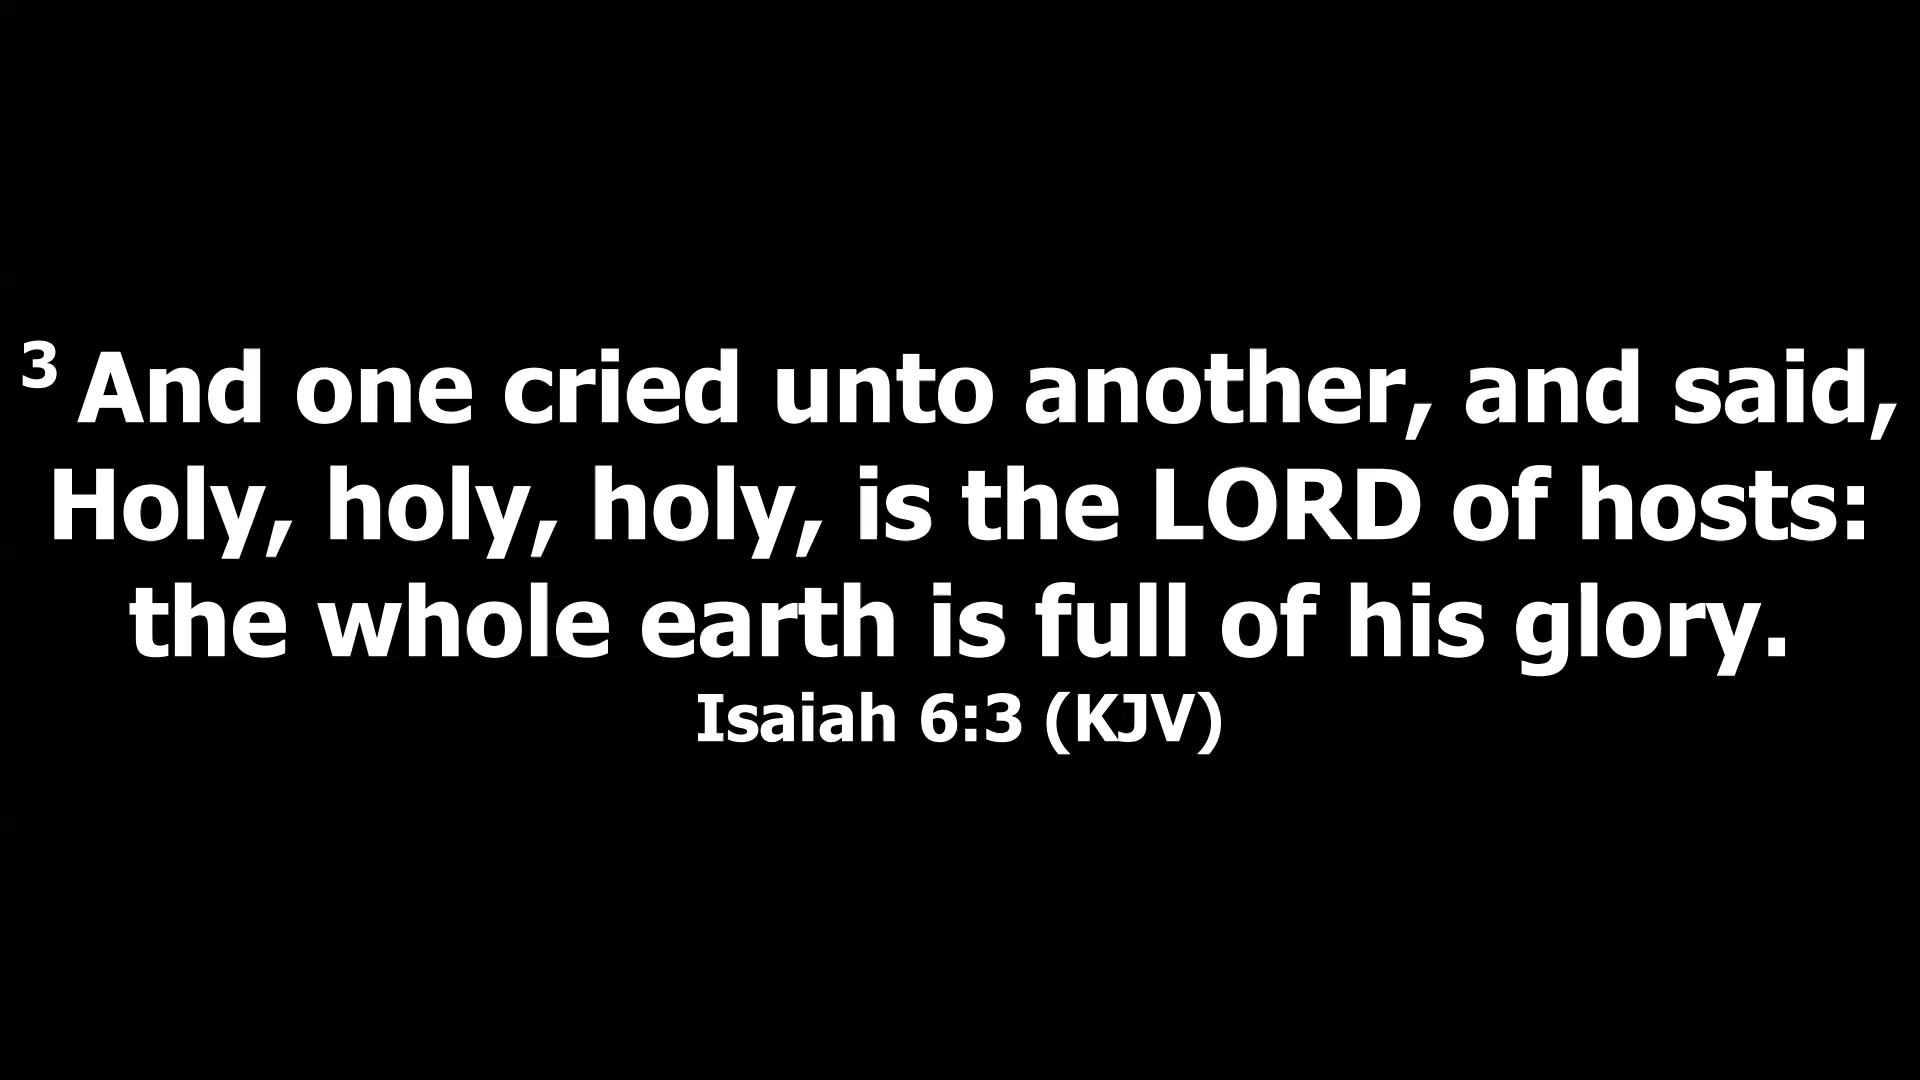 3 And one cried unto another, and said,
Holy, holy, holy, is the LORD of hosts:
the whole earth is full of his glory.
Isaiah 6:3 (KJV)